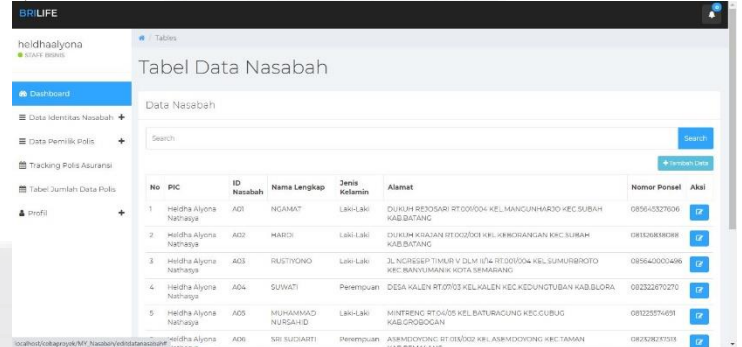 BRILIFE
heldhaalyona
STAFF BISNIS
Dashboard
Data Identitas Nasabah +
Data Pemilik Polis +
Tracking Polis Asuransi
Tabel Jumlah Data Polis
Profil +
/ Tables
Tabel Data Nasabah
Data Nasabah
Search
Search
+ Tambah Data
No PIC ID Nasabah Nama Lengkap Jenis Kelamin Alamat Nomor Ponsel Aksi
1 Heldha Alyona Nathasya A01 NGAMAT Laki-Laki DUKUH REJOSARI RT.001/004 KEL.MANGUNHARJO KEC.SUBAH
KAB.BATANG 085645327606
2 Heldha Alyona Nathasya A02 HARDI Laki-Laki DUKUH KRAJAN RT.002/001 KEL.KEBORANGAN KEC.SUBAH
KAB.BATANG 081326838088
3 Heldha Alyona Nathasya A03 RUSTIYONO Laki-Laki JL NGRESEP TIMUR V DLM II/14 RT.001/004 KEL.SUMURBROTO
KEC.BANYUMANIK KOTA SEMARANG 085640000496
4 Heldha Alyona Nathasya A04 SUWATI Perempuan DESA KALEN RT.07/03 KEL.KALEN KEC.KEDUNGTUBAN KAB.BLORA 082322670270
5 Heldha Alyona Nathasya A05 MUHAMMAD NURSAHID Laki-Laki MINTRENG RT.04/05 KEL.BATURAGUNG KEC.GUBUG
KAB.GROBOGAN 081225574691
Heldha Alyona A06 SRI SUDIARTI Perempuan ASEMDOYONG RT.013/002 KEL.ASEMDOYONG KEC.TAMAN 082328237513
localhost/cobaproyek/MY_Nasabah/editdatanasabah#